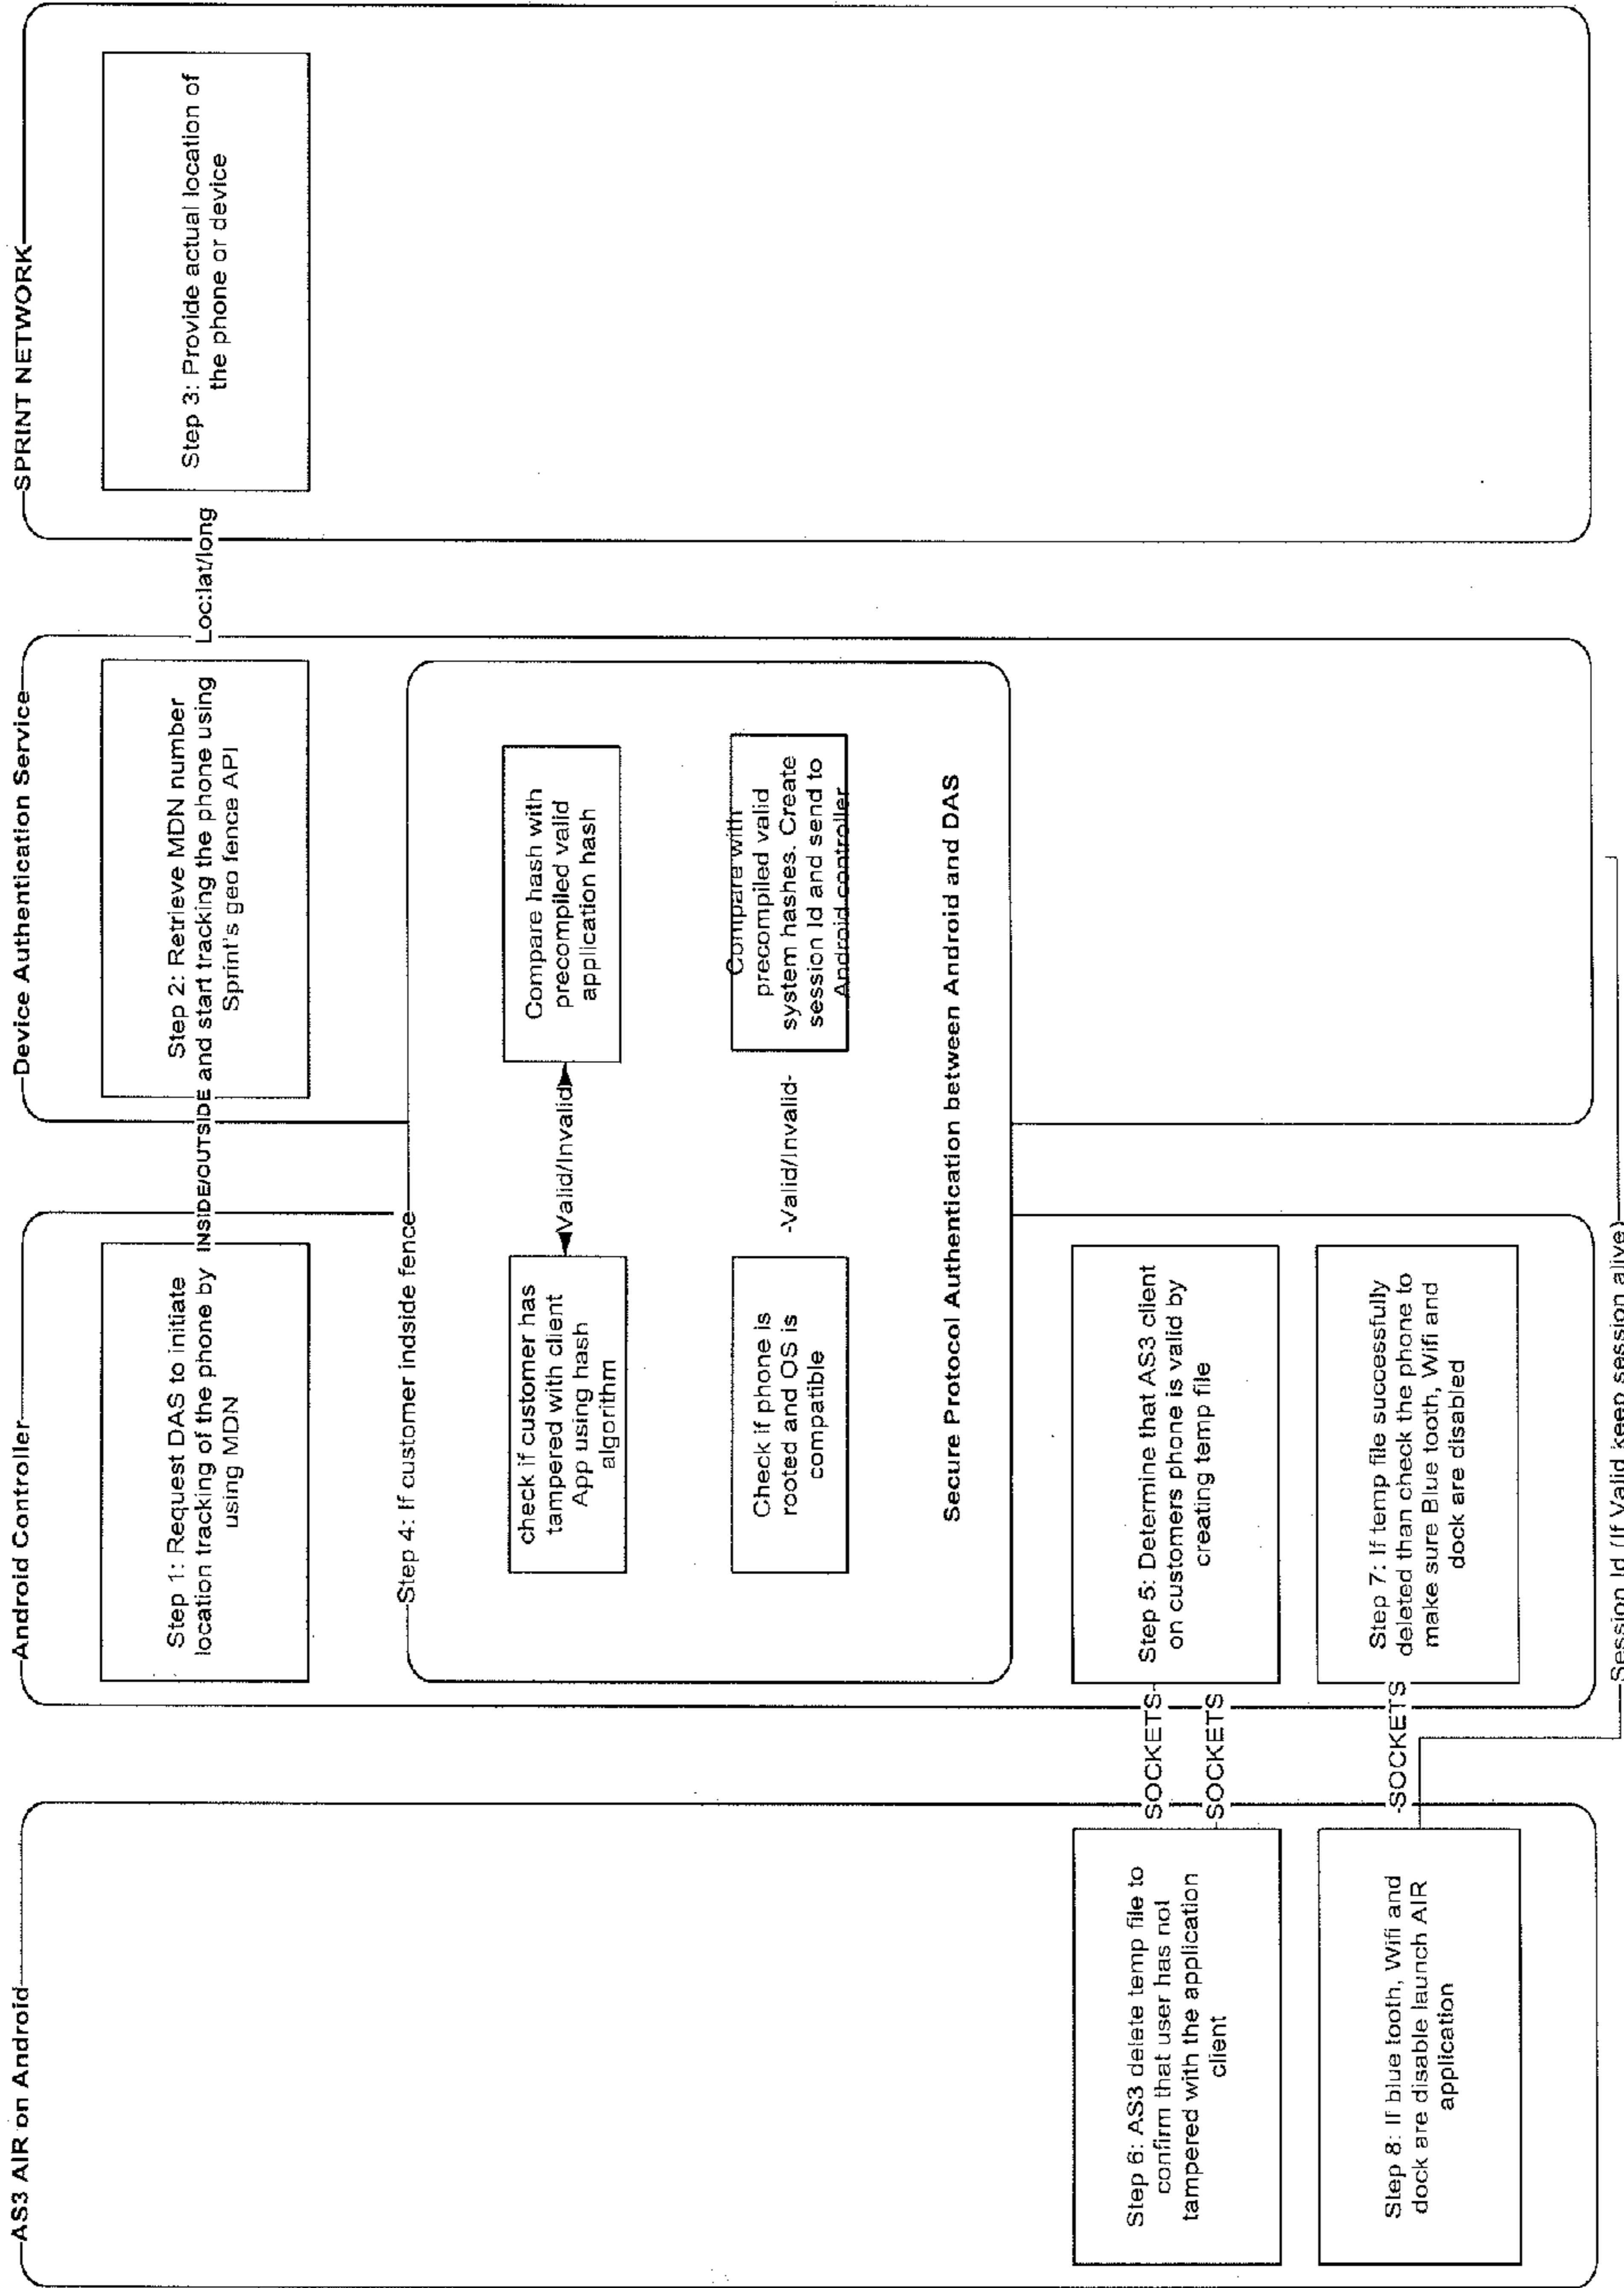 AS3 AIR on Android
Android Controller
Device Authentication Service
SPRINT NETWORK
Step 1: Request DAS to initiate
location tracking of the phone by
using MDN
INSIDE/OUTSIDE
Step 2: Retrieve MDN number
and start tracking the phone using
Sprint's geo fence API
Loc:lat/long
Step 3: Provide actual location of
the phone or device
Step 4: If customer indside fence
check if customer has
tampered with client
App using hash
algorithm
Valid/Invalid
Compare hash with
precompiled valid
application hash
Check if phone is
rooted and OS is
compatible
-Valid/Invalid-
Compare with
precompiled valid
system hashes. Create
session Id and send to
Android controller
Secure Protocol Authentication between Android and DAS
Step 6: AS3 delete temp file to
confirm that user has not
tampered with the application
client
SOCKETS
SOCKETS
Step 5: Determine that AS3 client
on customers phone is valid by
creating temp file
Step 8: If blue tooth, Wifi and
dock are disable launch AIR
application
-SOCKETS
Step 7: If temp file successfully
deleted than check the phone to
make sure Blue tooth, Wifi and
dock are disabled
Session Id (If Valid keep session alive)